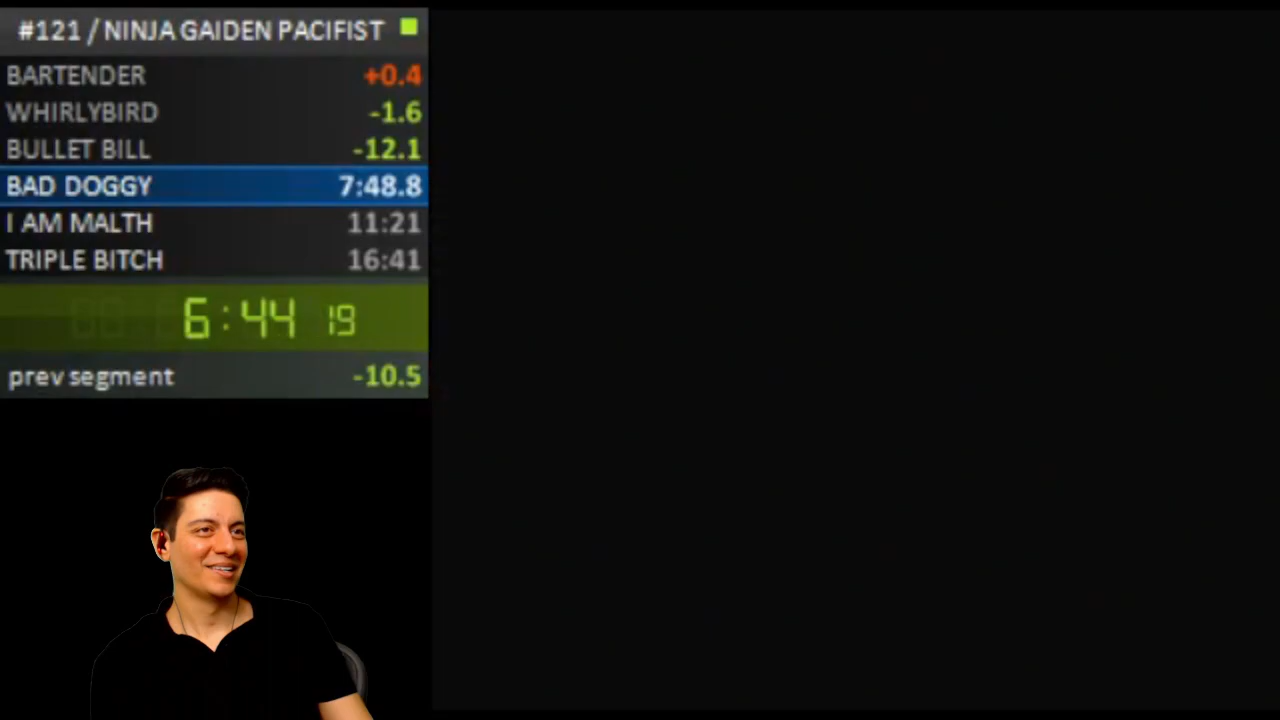 #121 / NINJA GAIDEN PACIFIST
BARTENDER +0.4
WHIRLYBIRD -1.6
BULLET BILL -12.1
BAD DOGGY 7:48.8
I AM MALTH 11:21
TRIPLE BITCH 16:41
6:44 19
prev segment -10.5